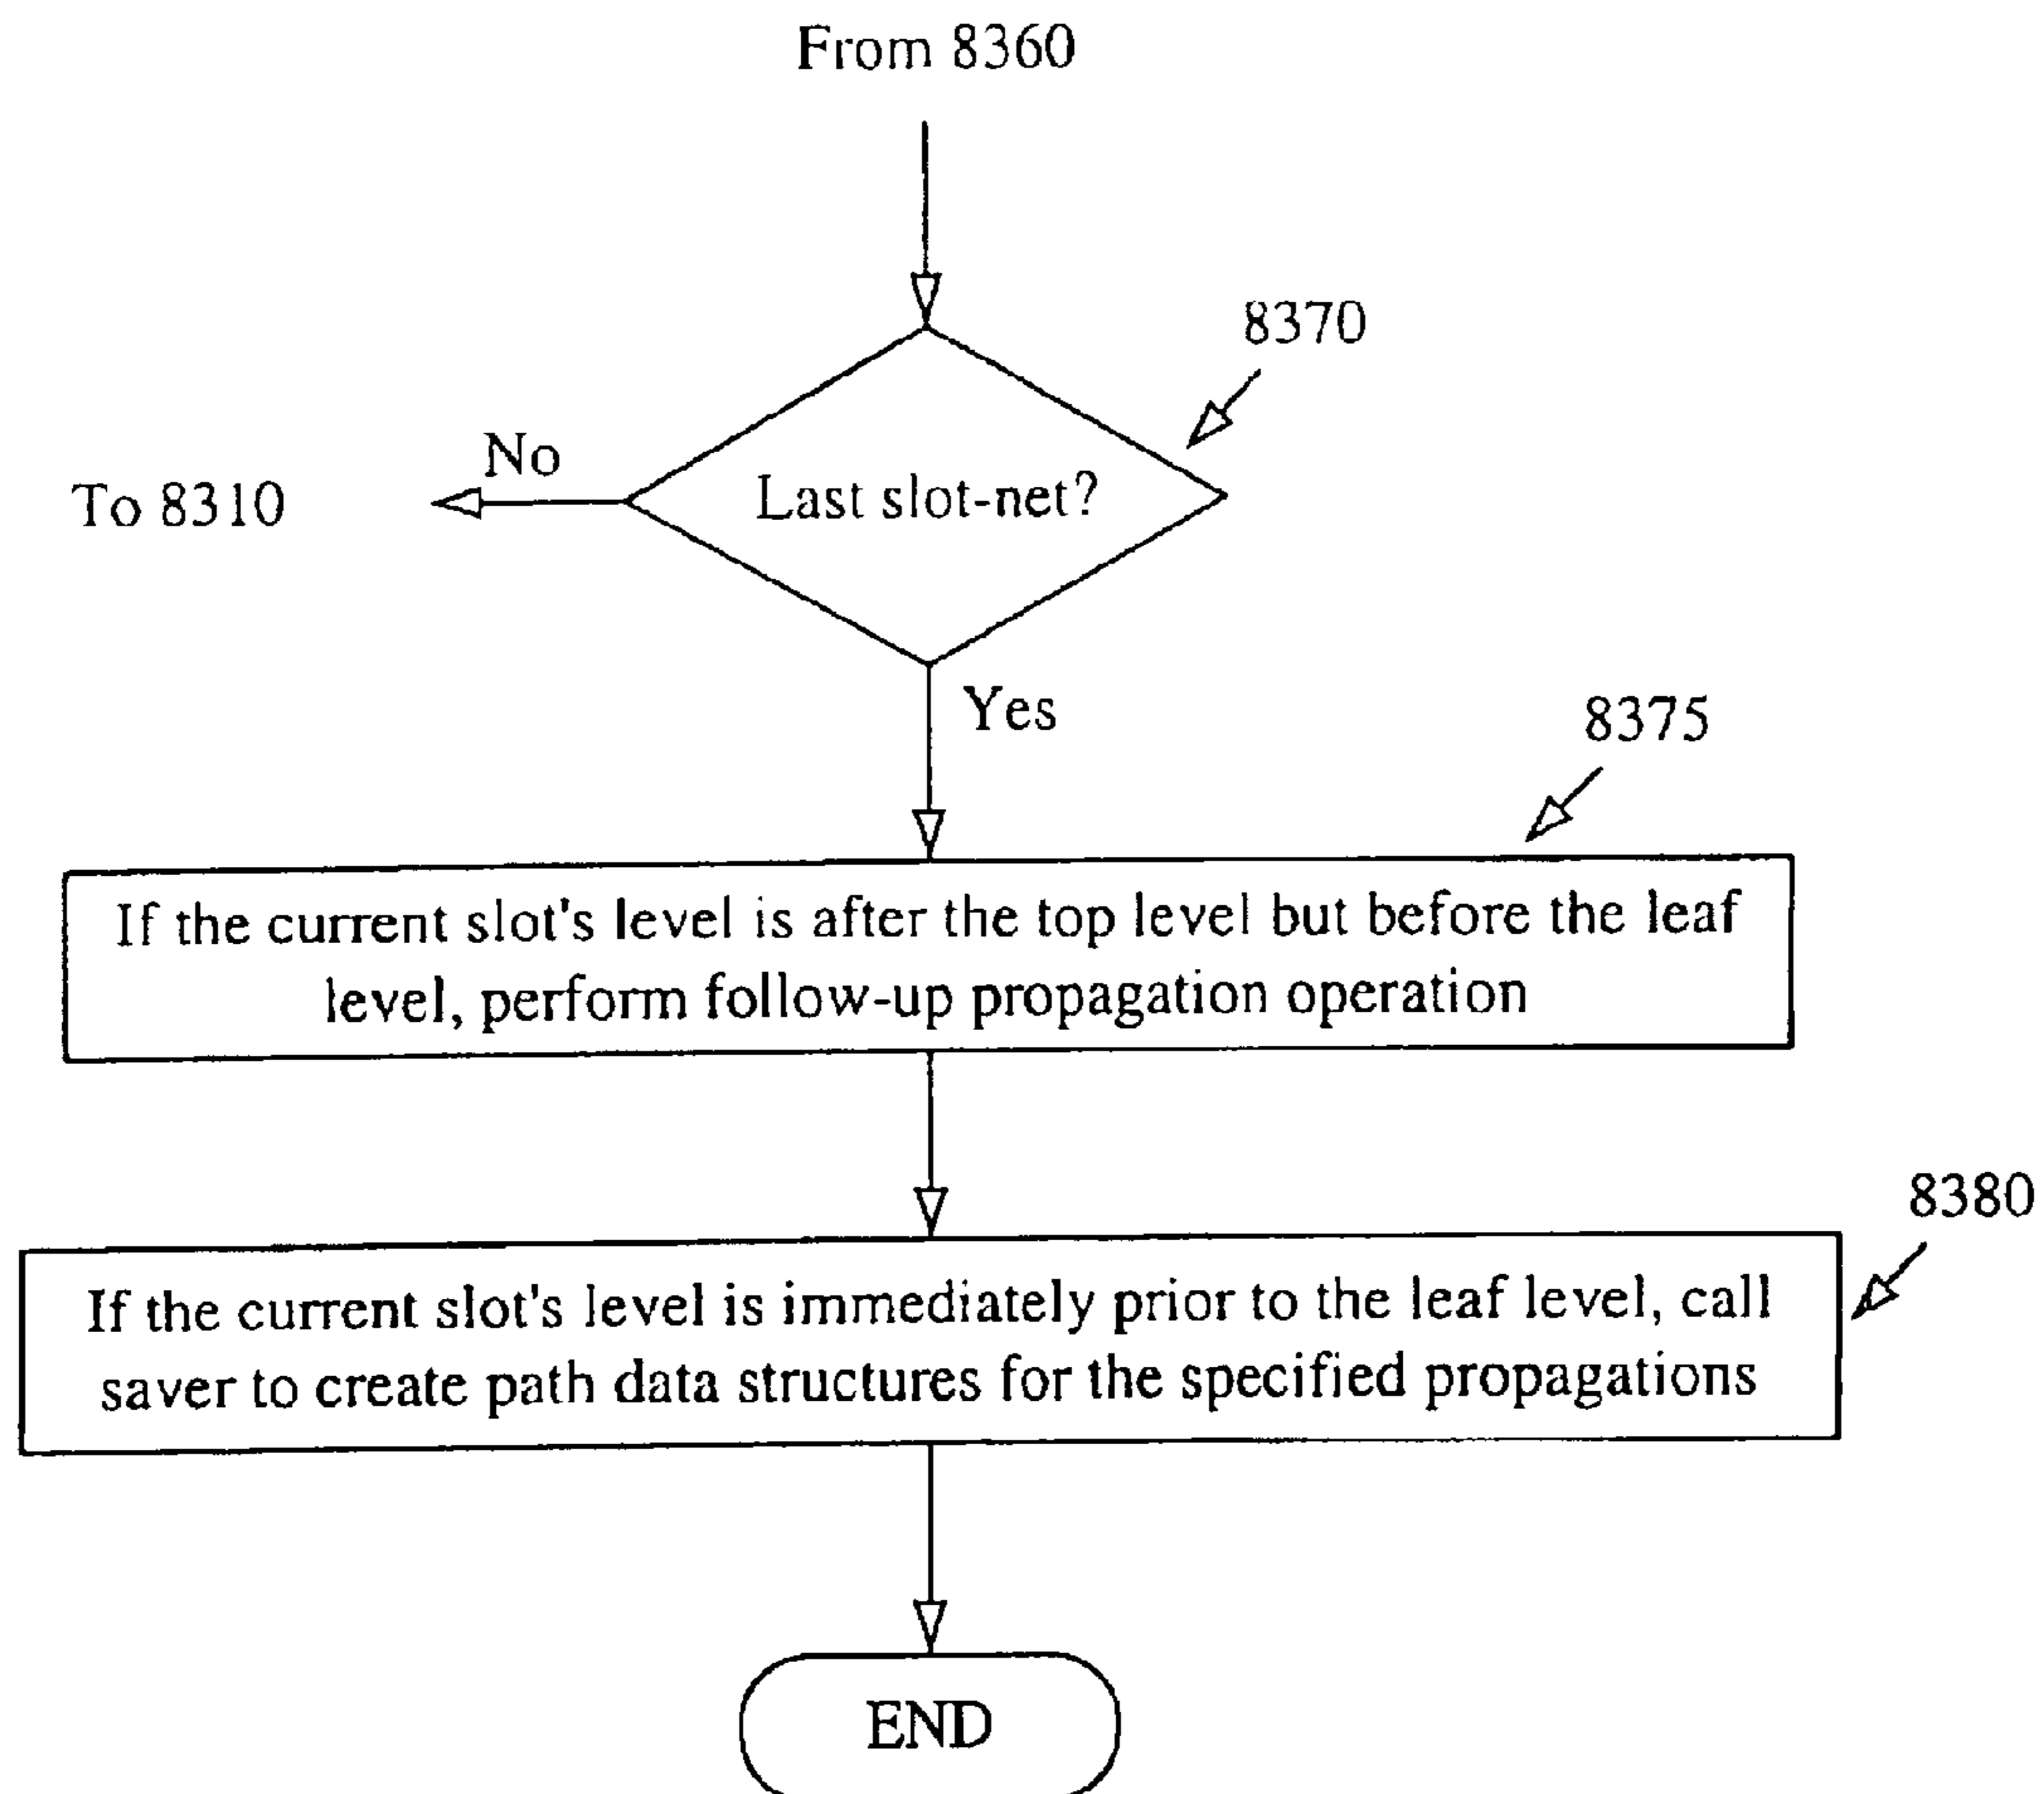 From 8360
8370
No
To 8310
Last slot-net?
Yes
8375
If the current slot's level is after the top level but before the leaf
level, perform follow-up propagation operation
8380
If the current slot's level is immediately prior to the leaf level, call
saver to create path data structures for the specified propagations
END